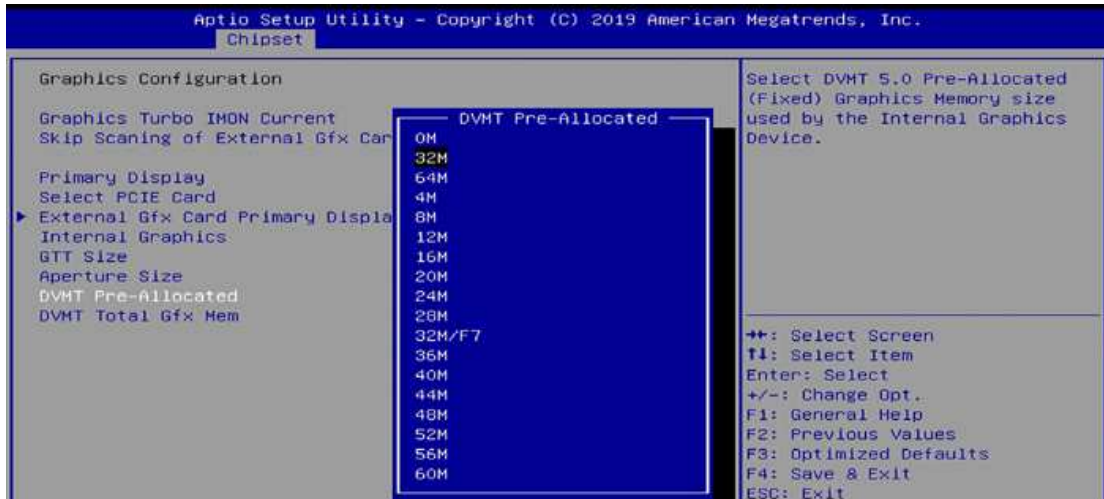 Aptio Setup Utility – Copyright (C) 2019 American Megatrends, Inc.
Chipset
Graphics Configuration
Graphics Turbo IMON Current
Skip Scaning of External Gfx Car
Primary Display
Select PCIE Card
External Gfx Card Primary Displa
Internal Graphics
GTT Size
Aperture Size
DVMT Pre-Allocated
DVMT Total Gfx Mem
DVMT Pre-Allocated
0M
32M
64M
4M
8M
12M
16M
20M
24M
28M
32M/F7
36M
40M
44M
48M
52M
56M
60M
Select DVMT 5.0 Pre-Allocated
(Fixed) Graphics Memory size
used by the Internal Graphics
Device.
→←: Select Screen
↑↓: Select Item
Enter: Select
+/-: Change Opt.
F1: General Help
F2: Previous Values
F3: Optimized Defaults
F4: Save & Exit
ESC: Exit